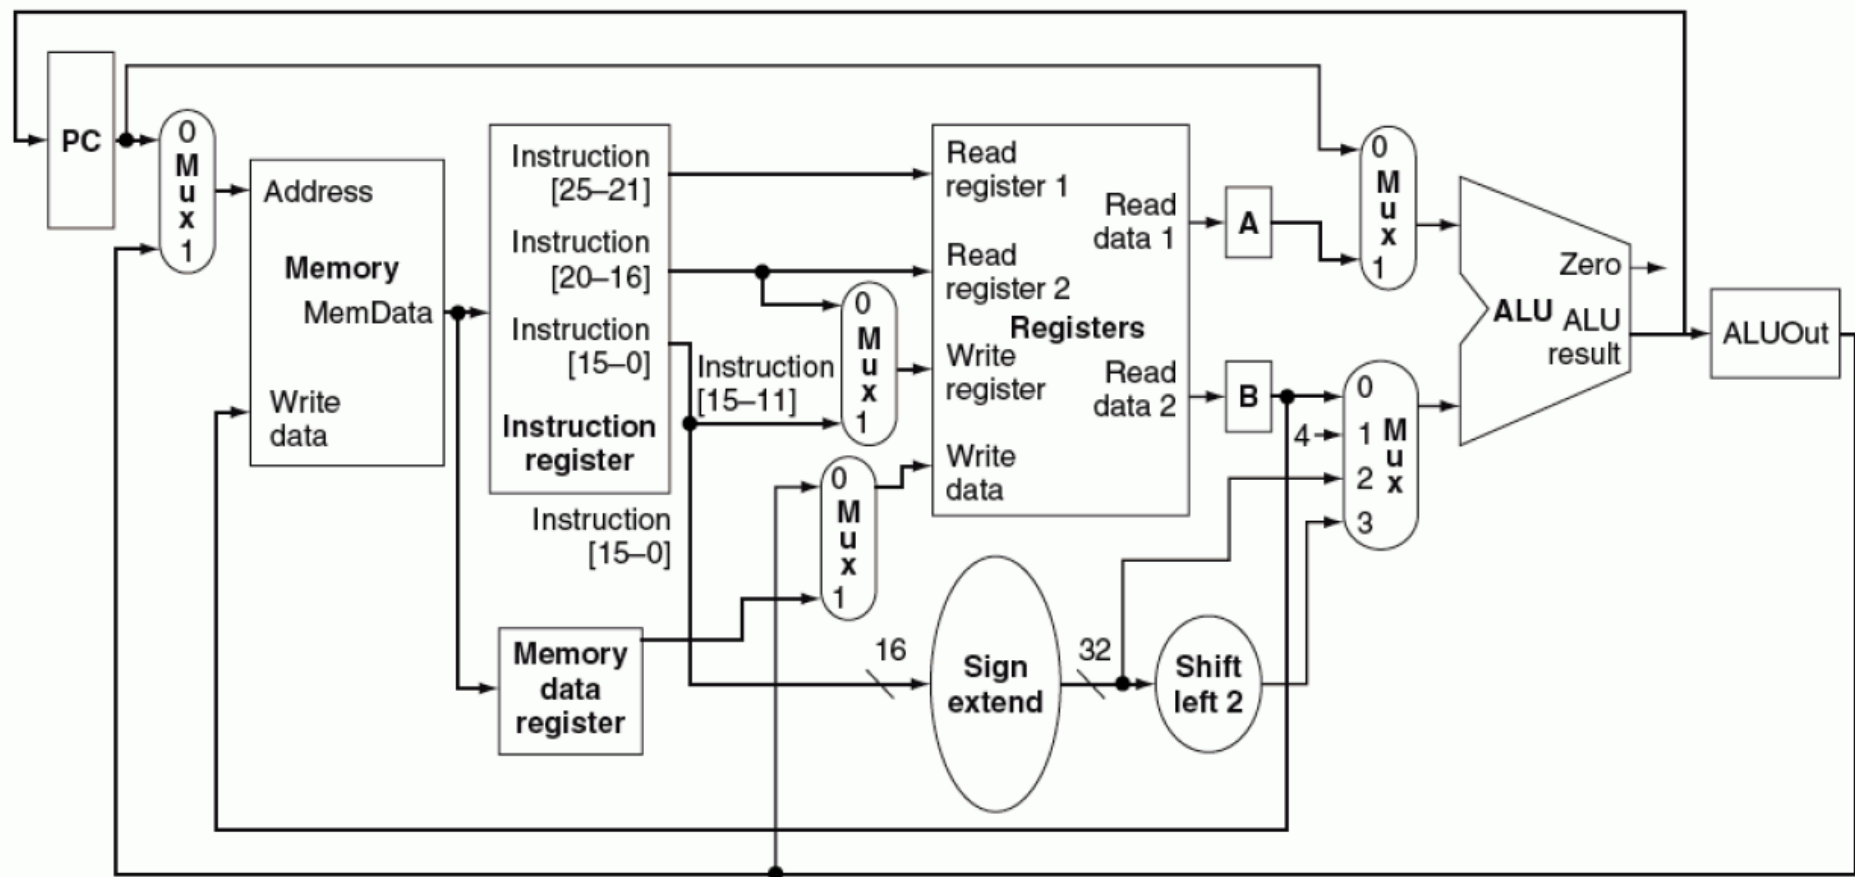 PC
0
M
u
x
1
Address
Memory
MemData
Write
data
Instruction
[25–21]
Instruction
[20–16]
Instruction
[15–0]
Instruction
register
Instruction
[15–0]
Memory
data
register
Instruction
[15–11]
0
M
u
x
1
0
M
u
x
1
16
Read
register 1
Read
register 2
Registers
Write
register
Write
data
Read
data 1
Read
data 2
Sign
extend
32
Shift
left 2
A
B
4
0
M
u
x
1
0
1 M
u
2 x
3
Zero
ALU
ALU
result
ALUOut